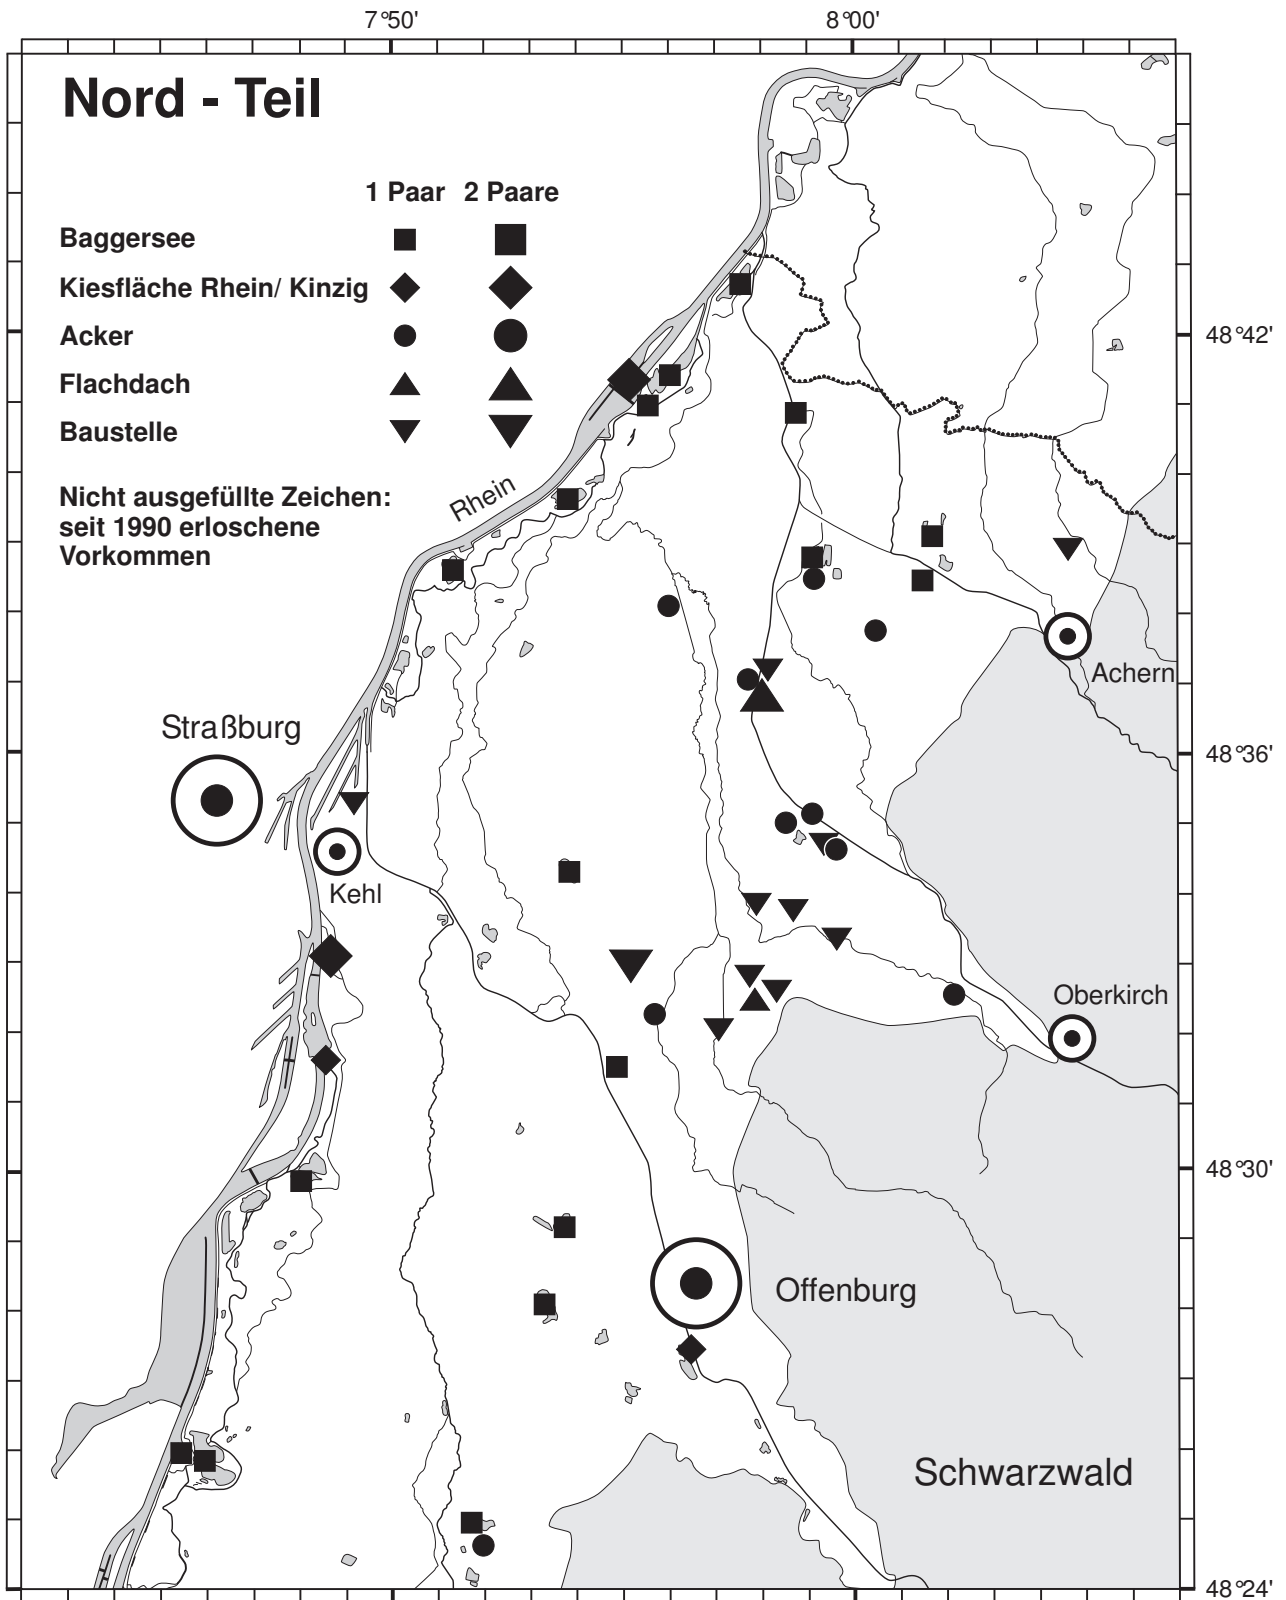 7°50'
8°00'
Nord - Teil
1 Paar 2 Paare
Baggersee
Kiesfläche Rhein/ Kinzig
Acker
Flachdach
Baustelle
Nicht ausgefüllte Zeichen:
seit 1990 erloschene
Vorkommen
48°42'
Rhein
Achern
Straßburg
48°36'
Kehl
Oberkirch
48°30'
Offenburg
Schwarzwald
48°24'